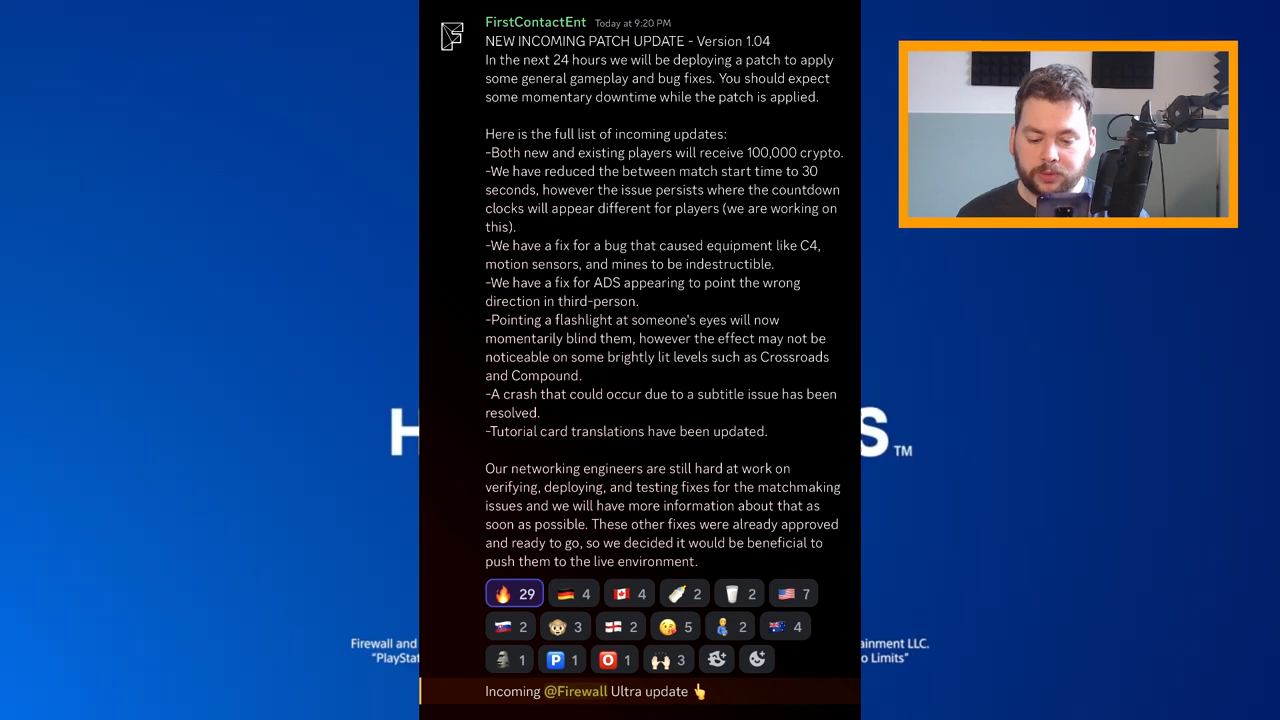 FirstContactEnt Today at 9:20 PM
NEW INCOMING PATCH UPDATE - Version 1.04
In the next 24 hours we will be deploying a patch to apply
some general gameplay and bug fixes. You should expect
some momentary downtime while the patch is applied.
Here is the full list of incoming updates:
-Both new and existing players will receive 100,000 crypto.
-We have reduced the between match start time to 30
seconds, however the issue persists where the countdown
clocks will appear different for players (we are working on
this).
-We have a fix for a bug that caused equipment like C4,
motion sensors, and mines to be indestructible.
-We have a fix for ADS appearing to point the wrong
direction in third-person.
-Pointing a flashlight at someone's eyes will now
momentarily blind them, however the effect may not be
noticeable on some brightly lit levels such as Crossroads
and Compound.
-A crash that could occur due to a subtitle issue has been
resolved.
-Tutorial card translations have been updated.
Our networking engineers are still hard at work on
verifying, deploying, and testing fixes for the matchmaking
issues and we will have more information about that as
soon as possible. These other fixes were already approved
and ready to go, so we decided it would be beneficial to
push them to the live environment.
🔥 29 🇩🇪 4 🇨🇦 4 🍼 2 🥛 2 🇺🇸 7
2 3 2 5 2 4
1 P 1 O 1 3
Incoming @Firewall Ultra update 👆
H S™
Firewall and ainment LLC.
“PlayStat o Limits”